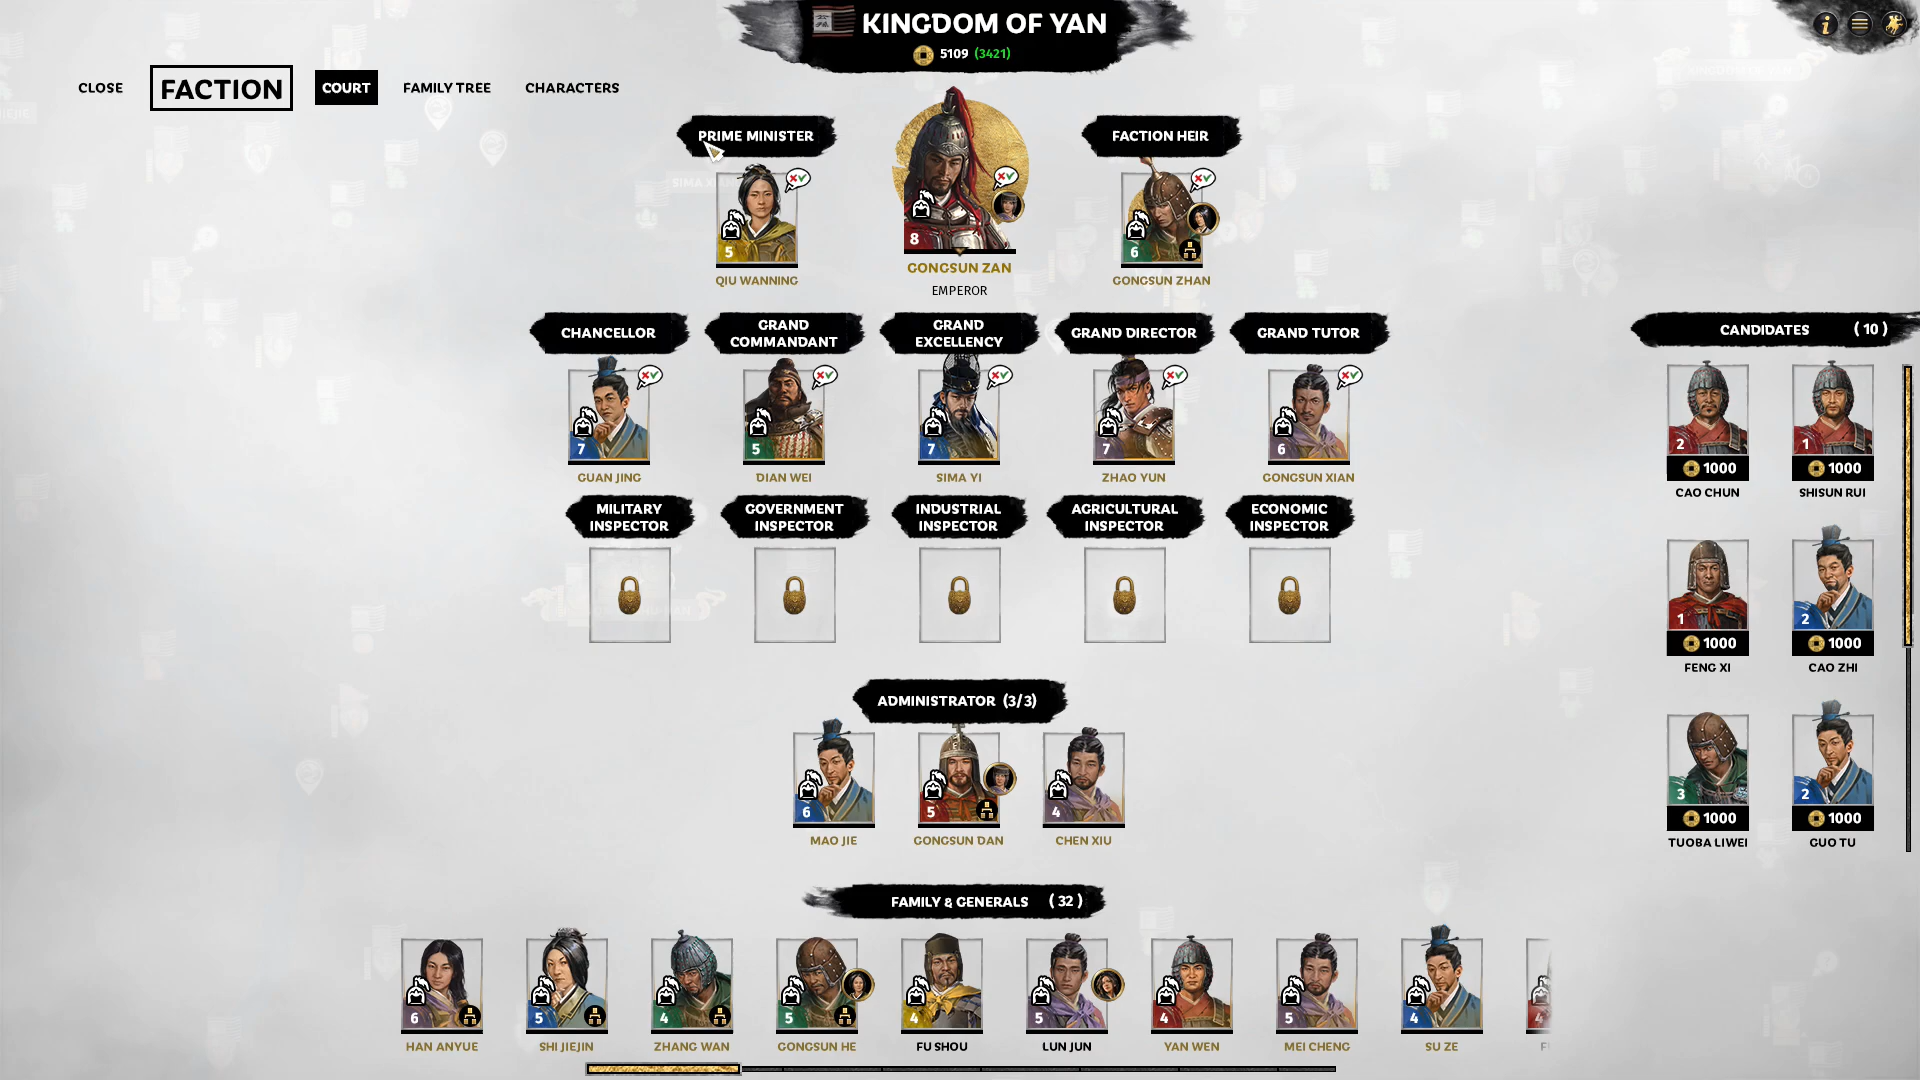 KINGDOM OF YAN
5109 (3421)
CLOSE
FACTION
COURT
FAMILY TREE
CHARACTERS
PRIME MINISTER
FACTION HEIR
5
QIU WANNING
8
GONGSUN ZAN
EMPEROR
6
GONGSUN ZHAN
CHANCELLOR
GRAND
COMMANDANT
GRAND
EXCELLENCY
GRAND DIRECTOR
GRAND TUTOR
7
GUAN JING
5
DIAN WEI
7
SIMA YI
7
ZHAO YUN
6
GONGSUN XIAN
MILITARY
INSPECTOR
GOVERNMENT
INSPECTOR
INDUSTRIAL
INSPECTOR
AGRICULTURAL
INSPECTOR
ECONOMIC
INSPECTOR
ADMINISTRATOR (3/3)
6
MAO JIE
5
GONGSUN DAN
4
CHEN XIU
FAMILY & GENERALS (32)
6
HAN ANYUE
5
SHI JIEJIN
4
ZHANG WAN
5
GONGSUN HE
4
FU SHOU
5
LUN JUN
4
YAN WEN
5
MEI CHENG
4
SU ZE
4
CANDIDATES (10)
2
1000
CAO CHUN
1
1000
SHISUN RUI
1
1000
FENG XI
2
1000
CAO ZHI
3
1000
TUOBA LIWEI
2
1000
GUO TU